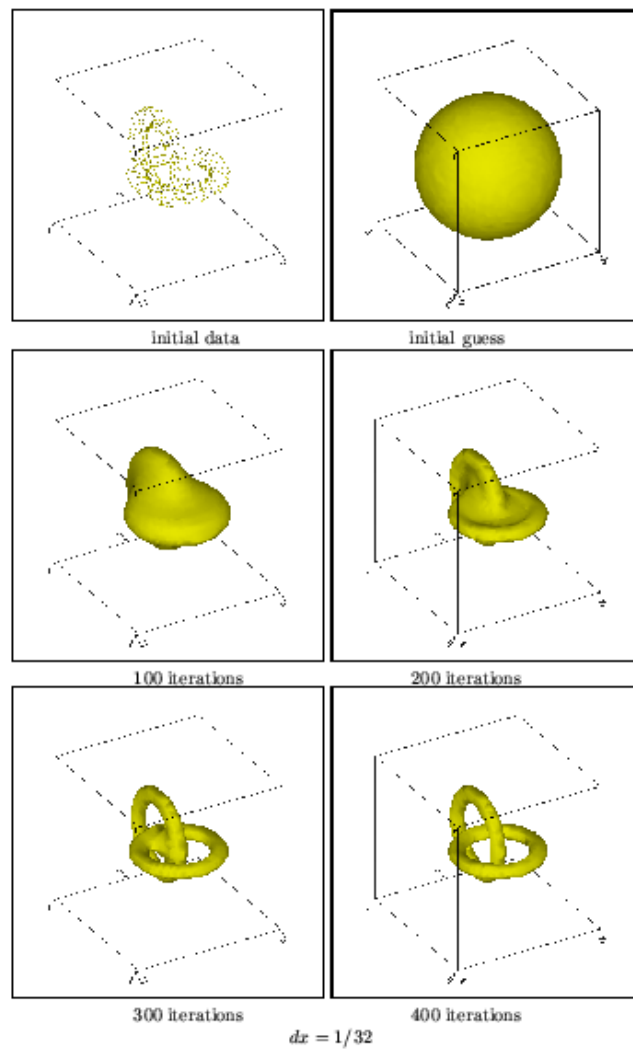 initial data
initial guess
100 iterations
200 iterations
300 iterations
400 iterations
dx = 1/32